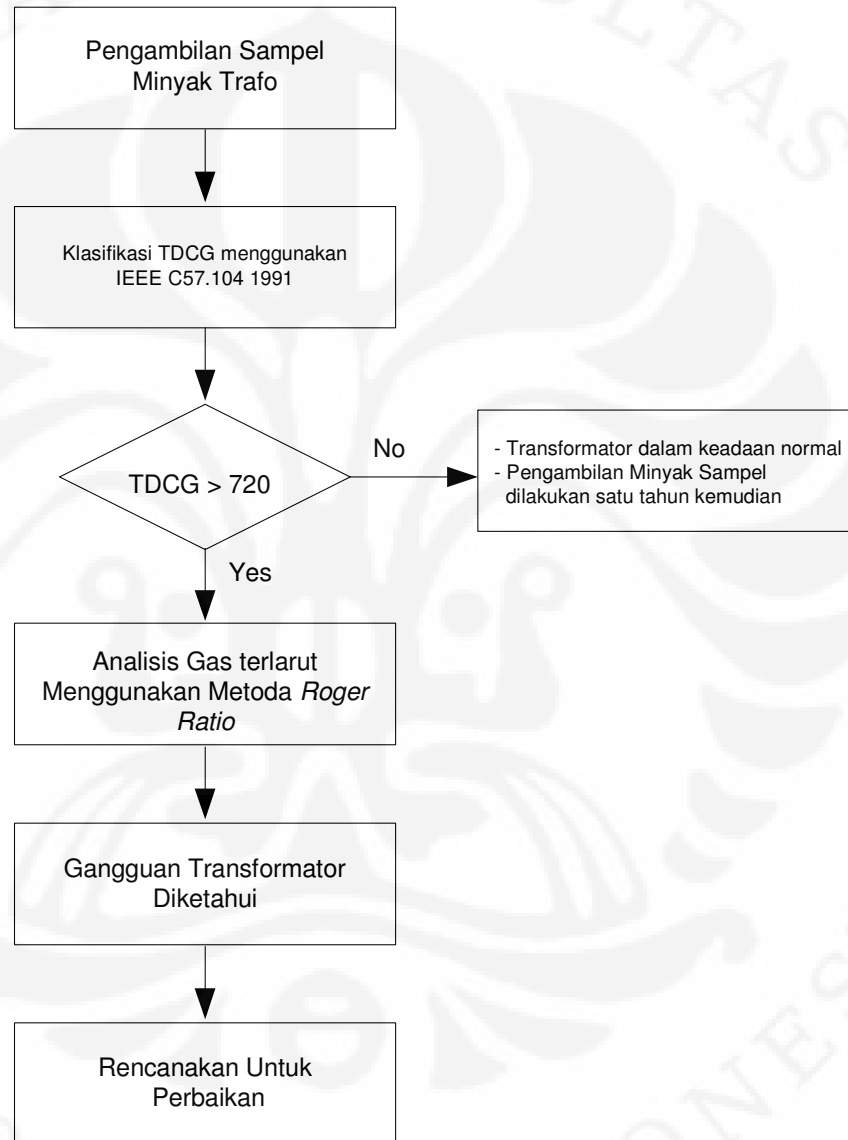 Pengambilan Sampel
Minyak Trafo
Klasifikasi TDCG menggunakan
IEEE C57.104 1991
TDCG > 720
No
- Transformator dalam keadaan normal
- Pengambilan Minyak Sampel
dilakukan satu tahun kemudian
Yes
Analisis Gas terlarut
Menggunakan Metoda Roger
Ratio
Gangguan Transformator
Diketahui
Rencanakan Untuk
Perbaikan